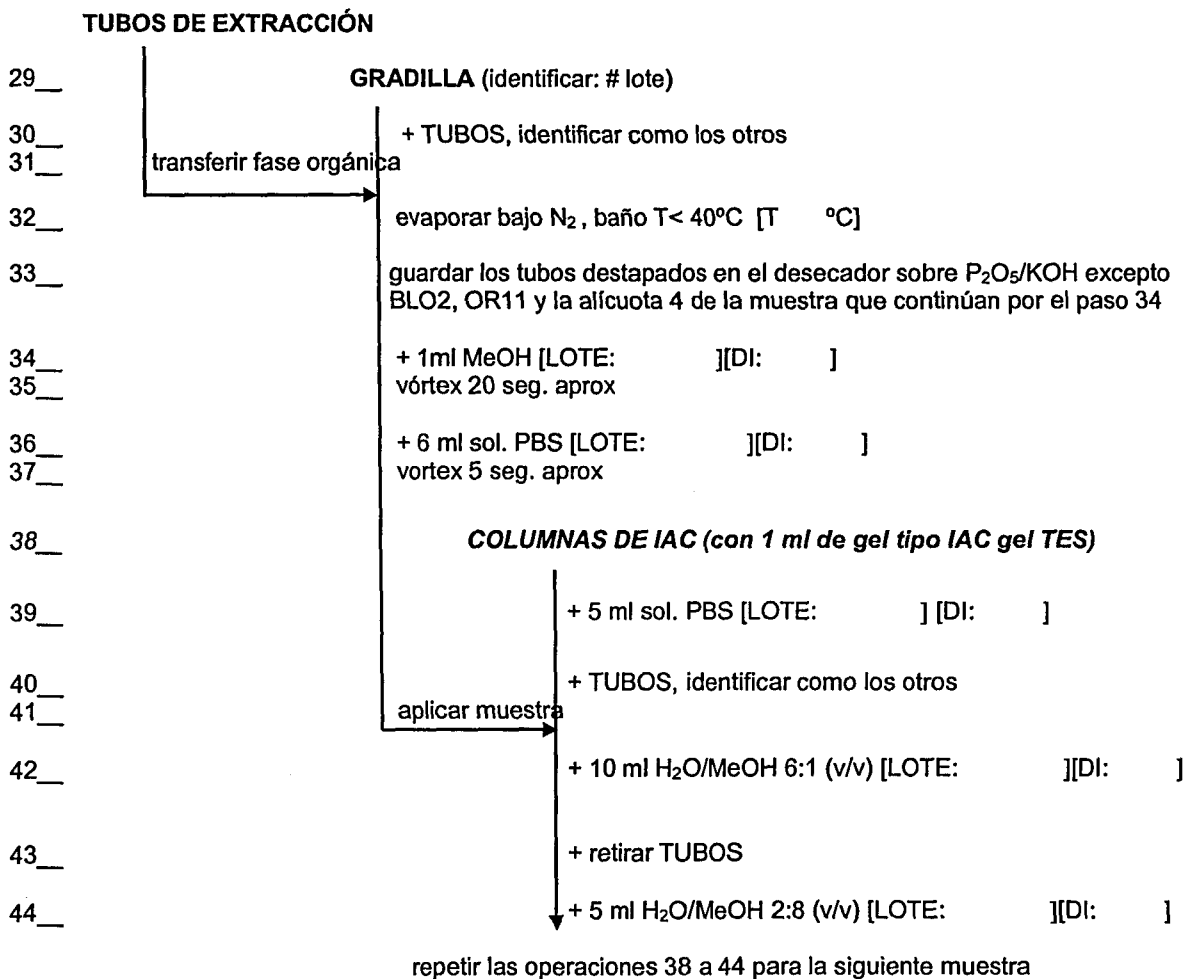 TUBOS DE EXTRACCIÓN
29__ GRADILLA (identificar: # lote)
30__ + TUBOS, identificar como los otros
31__ transferir fase orgánica
32__ evaporar bajo N₂ , baño T< 40ºC [T ºC]
33__ guardar los tubos destapados en el desecador sobre P₂O₅/KOH excepto
BLO2, OR11 y la alícuota 4 de la muestra que continúan por el paso 34
34__ + 1ml MeOH [LOTE: ][DI: ]
35__ vórtex 20 seg. aprox
36__ + 6 ml sol. PBS [LOTE: ][DI: ]
37__ vortex 5 seg. aprox
38__ COLUMNAS DE IAC (con 1 ml de gel tipo IAC gel TES)
39__ + 5 ml sol. PBS [LOTE: ] [DI: ]
40__ + TUBOS, identificar como los otros
41__ aplicar muestra
42__ + 10 ml H₂O/MeOH 6:1 (v/v) [LOTE: ][DI: ]
43__ + retirar TUBOS
44__ + 5 ml H₂O/MeOH 2:8 (v/v) [LOTE: ][DI: ]
repetir las operaciones 38 a 44 para la siguiente muestra